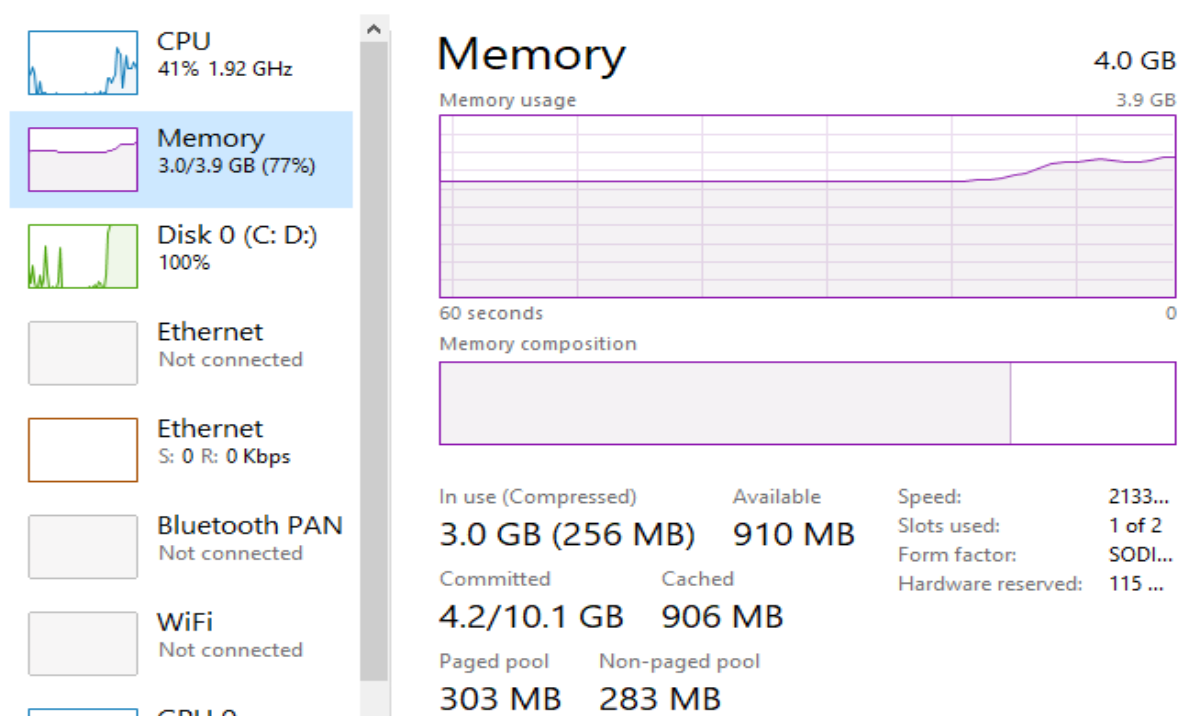 CPU
41% 1.92 GHz
Memory
3.0/3.9 GB (77%)
Disk 0 (C: D:)
100%
Ethernet
Not connected
Ethernet
S: 0 R: 0 Kbps
Bluetooth PAN
Not connected
WiFi
Not connected
GPU 0
Memory 4.0 GB
Memory usage 3.9 GB
60 seconds 0
Memory composition
In use (Compressed) Available
3.0 GB (256 MB) 910 MB
Committed Cached
4.2/10.1 GB 906 MB
Paged pool Non-paged pool
303 MB 283 MB
Speed: 2133...
Slots used: 1 of 2
Form factor: SODI...
Hardware reserved: 115 ...